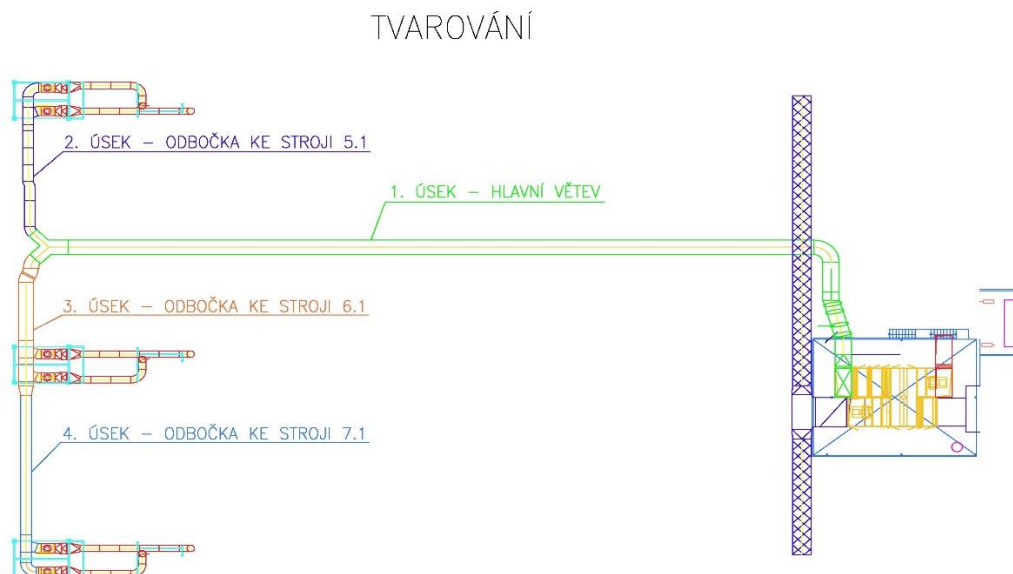 TVAROVÁNÍ
2. ÚSEK – ODBOČKA KE STROJI 5.1
1. ÚSEK – HLAVNÍ VĚTEV
3. ÚSEK – ODBOČKA KE STROJI 6.1
4. ÚSEK – ODBOČKA KE STROJI 7.1